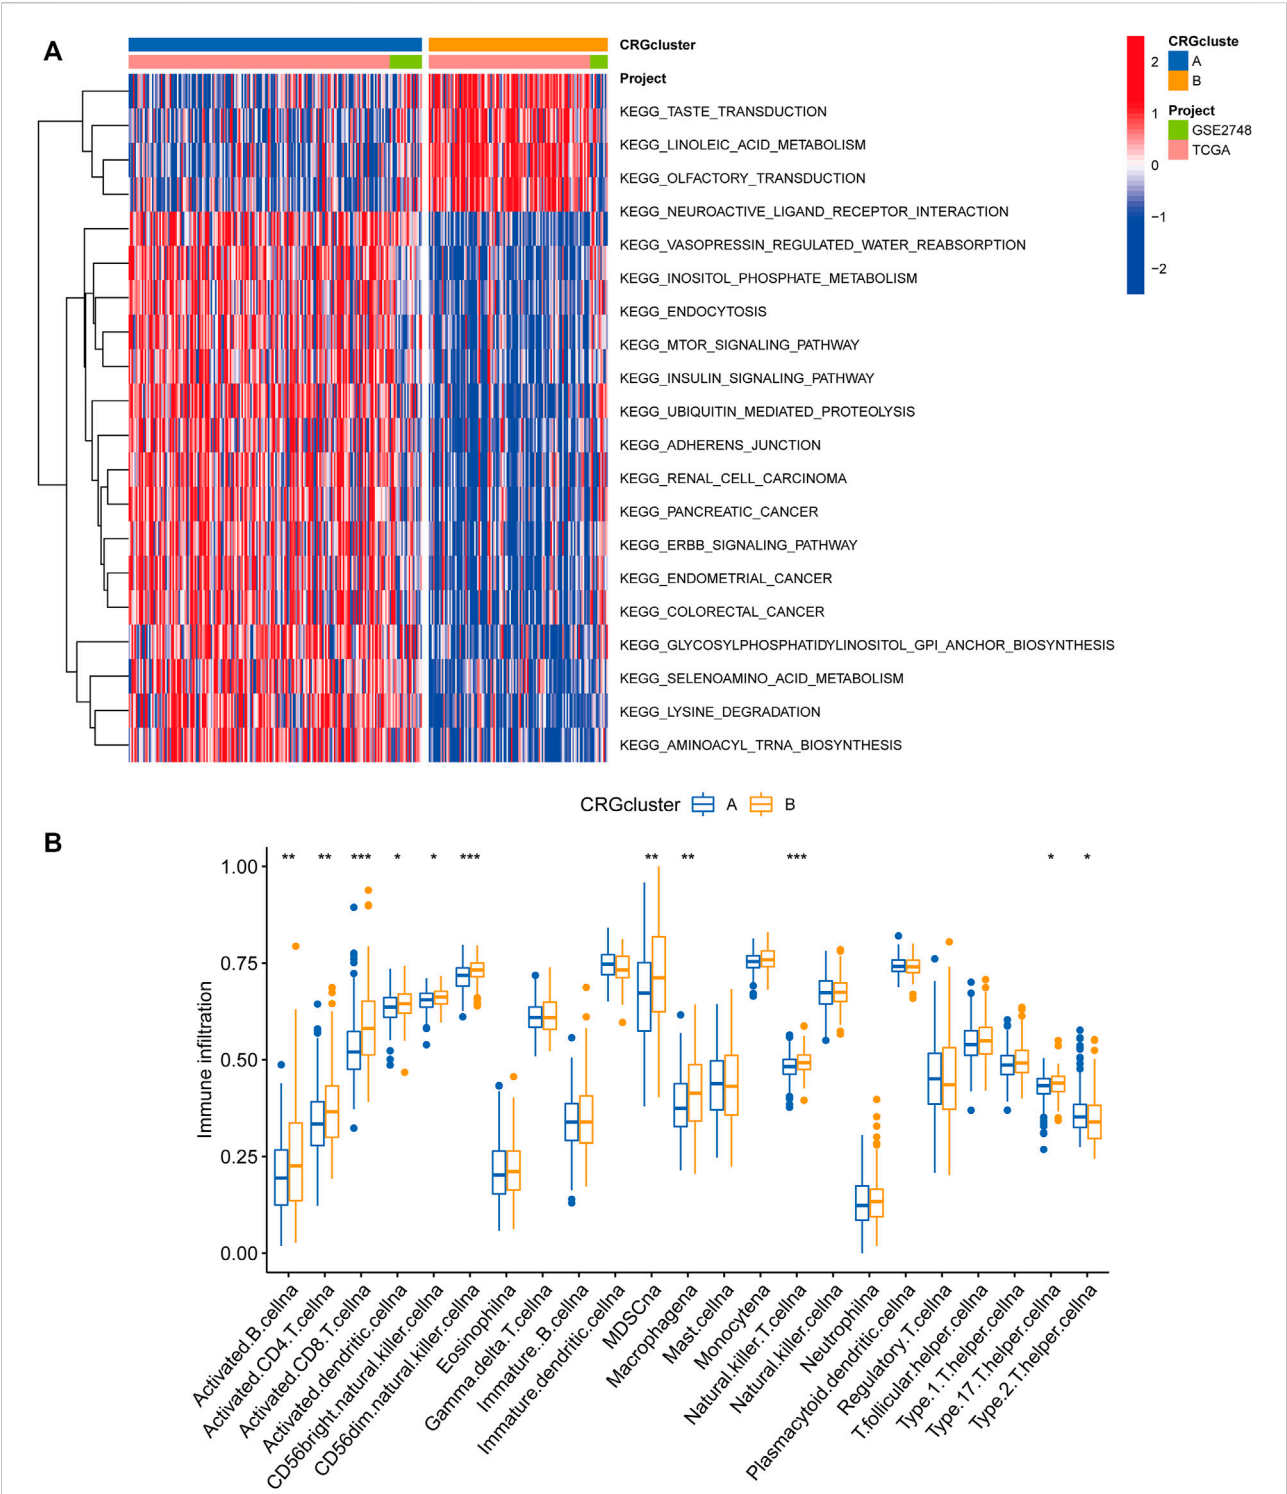 A
CRGcluster
Project
KEGG_TASTE_TRANSDUCTION
KEGG_LINOLEIC_ACID_METABOLISM
KEGG_OLFACTORY_TRANSDUCTION
KEGG_NEUROACTIVE_LIGAND_RECEPTOR_INTERACTION
KEGG_VASOPRESSIN_REGULATED_WATER_REABSORPTION
KEGG_INOSITOL_PHOSPHATE_METABOLISM
KEGG_ENDOCYTOSIS
KEGG_MTOR_SIGNALING_PATHWAY
KEGG_INSULIN_SIGNALING_PATHWAY
KEGG_UBIQUITIN_MEDIATED_PROTEOLYSIS
KEGG_ADHERENS_JUNCTION
KEGG_RENAL_CELL_CARCINOMA
KEGG_PANCREATIC_CANCER
KEGG_ERBB_SIGNALING_PATHWAY
KEGG_ENDOMETRIAL_CANCER
KEGG_COLORECTAL_CANCER
KEGG_GLYCOSYLPHOSPHATIDYLINOSITOL_GPI_ANCHOR_BIOSYNTHESIS
KEGG_SELENOAMINO_ACID_METABOLISM
KEGG_LYSINE_DEGRADATION
KEGG_AMINOACYL_TRNA_BIOSYNTHESIS
2
1
0
−1
−2
CRGcluste
A
B
Project
GSE2748
TCGA
CRGcluster A B
B
** ** *** * * *** ** ** *** * *
Immune infiltration
1.00
0.75
0.50
0.25
0.00
Activated.B.cellna
Activated.CD4.T.cellna
Activated.CD8.T.cellna
Activated.dendritic.cellna
CD56bright.natural.killer.cellna
CD56dim.natural.killer.cellna
Eosinophilna
Gamma.delta.T.cellna
Immature..B.cellna
Immature.dendritic.cellna
MDSCna
Macrophagena
Mast.cellna
Monocytena
Natural.killer.T.cellna
Natural.killer.cellna
Neutrophilna
Plasmacytoid.dendritic.cellna
Regulatory.T.cellna
T.follicular.helper.cellna
Type.1.T.helper.cellna
Type.17.T.helper.cellna
Type.2.T.helper.cellna